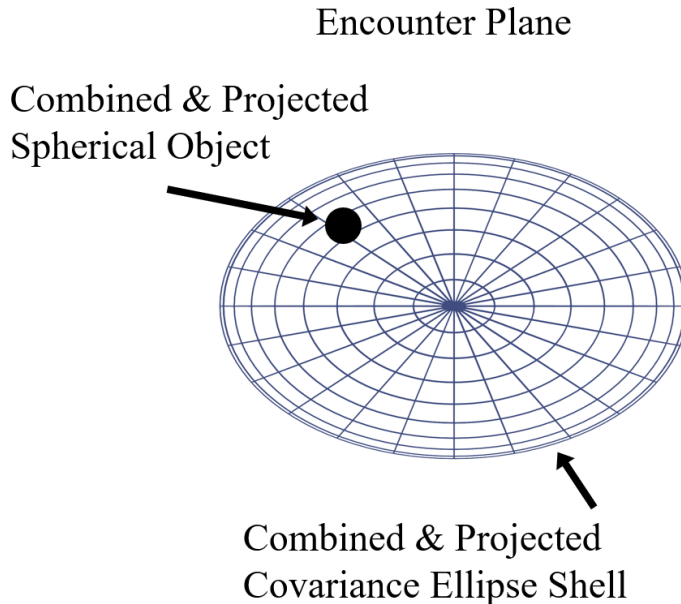 Encounter Plane
Combined & Projected
Spherical Object
Combined & Projected
Covariance Ellipse Shell